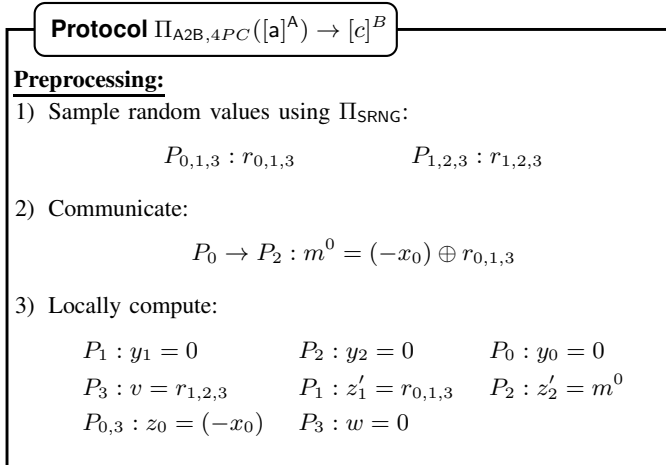 Protocol Π_{A2B,4PC}([a]^A) → [c]^B
Preprocessing:
1) Sample random values using Π_{SRNG}:
P_{0,1,3} : r_{0,1,3} P_{1,2,3} : r_{1,2,3}
2) Communicate:
P_0 → P_2 : m^0 = (−x_0) ⊕ r_{0,1,3}
3) Locally compute:
P_1 : y_1 = 0 P_2 : y_2 = 0 P_0 : y_0 = 0
P_3 : v = r_{1,2,3} P_1 : z′_1 = r_{0,1,3} P_2 : z′_2 = m^0
P_{0,3} : z_0 = (−x_0) P_3 : w = 0